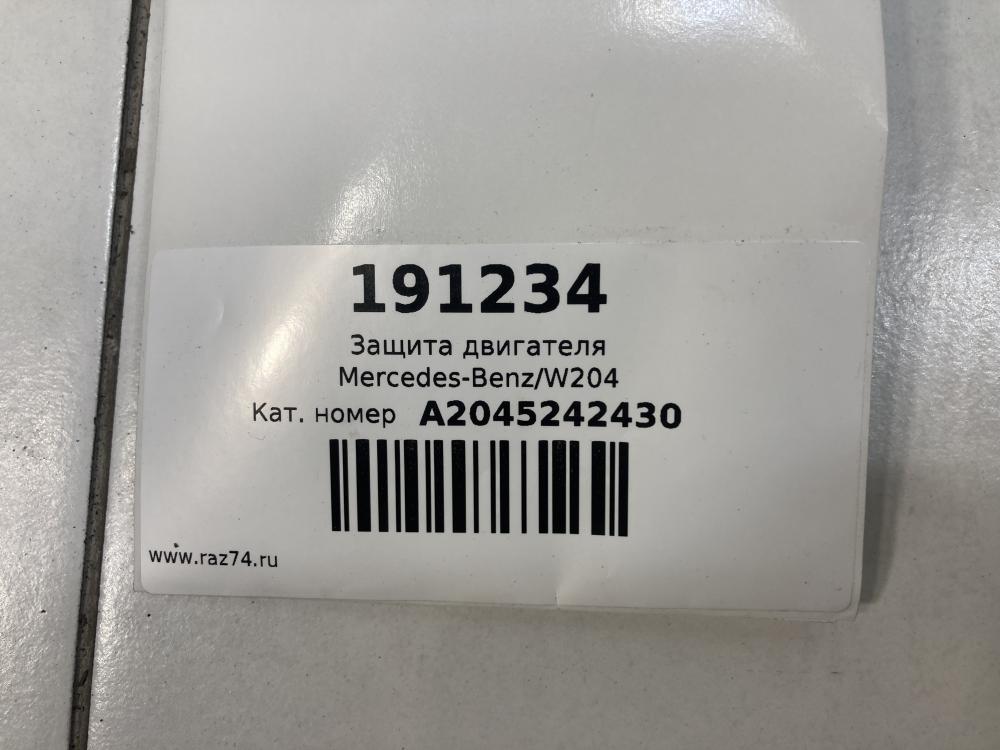 191234
Защита двигателя
Mercedes-Benz/W204
Кат. номер A2045242430
www.raz74.ru